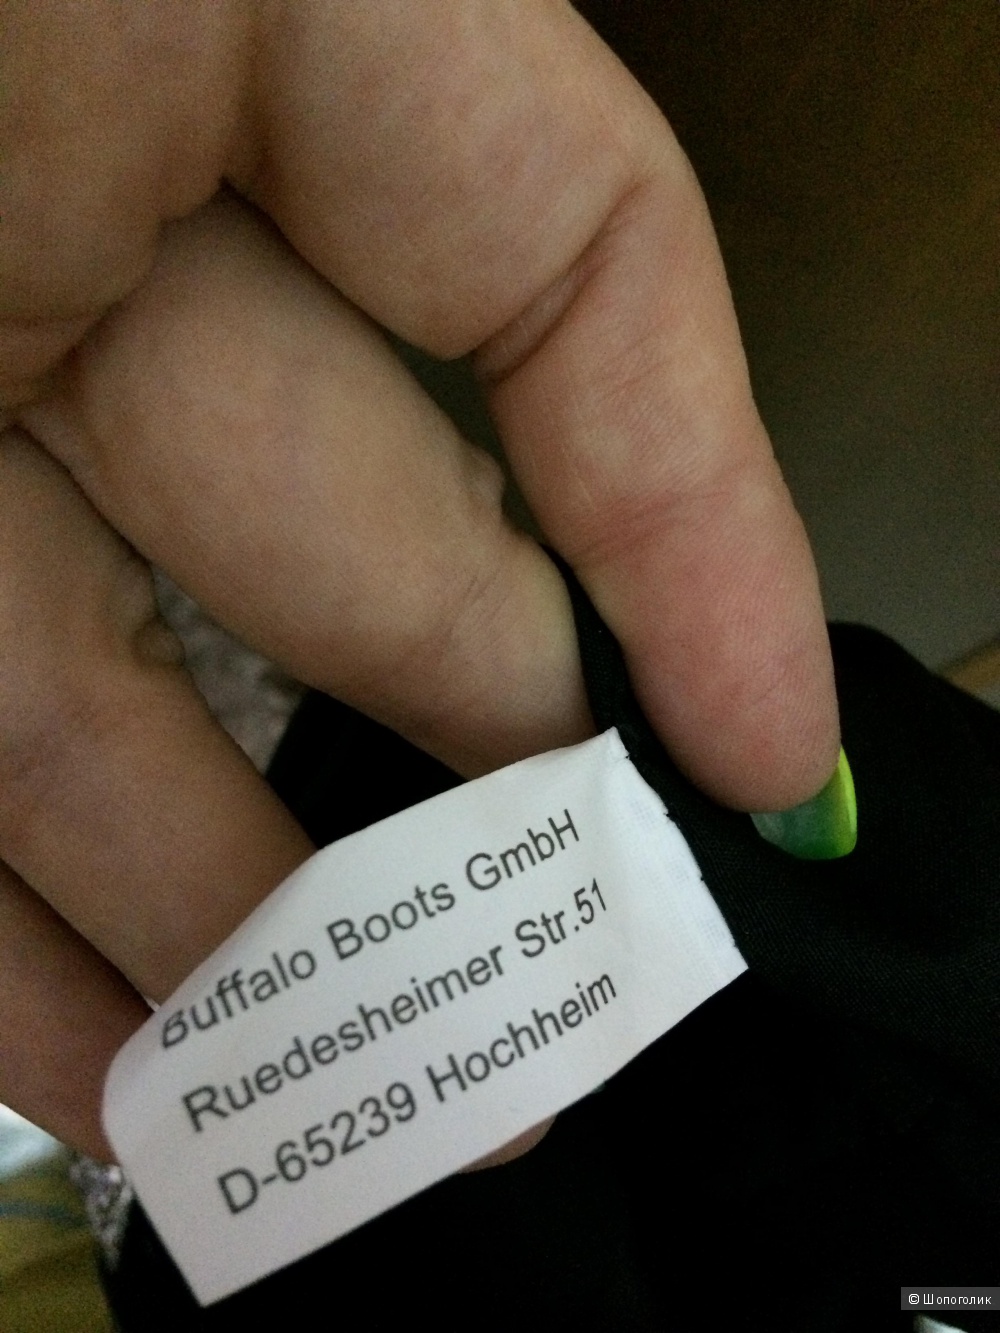 Buffalo Boots GmbH
Ruedesheimer Str.51
D-65239 Hochheim
© Шопоголик